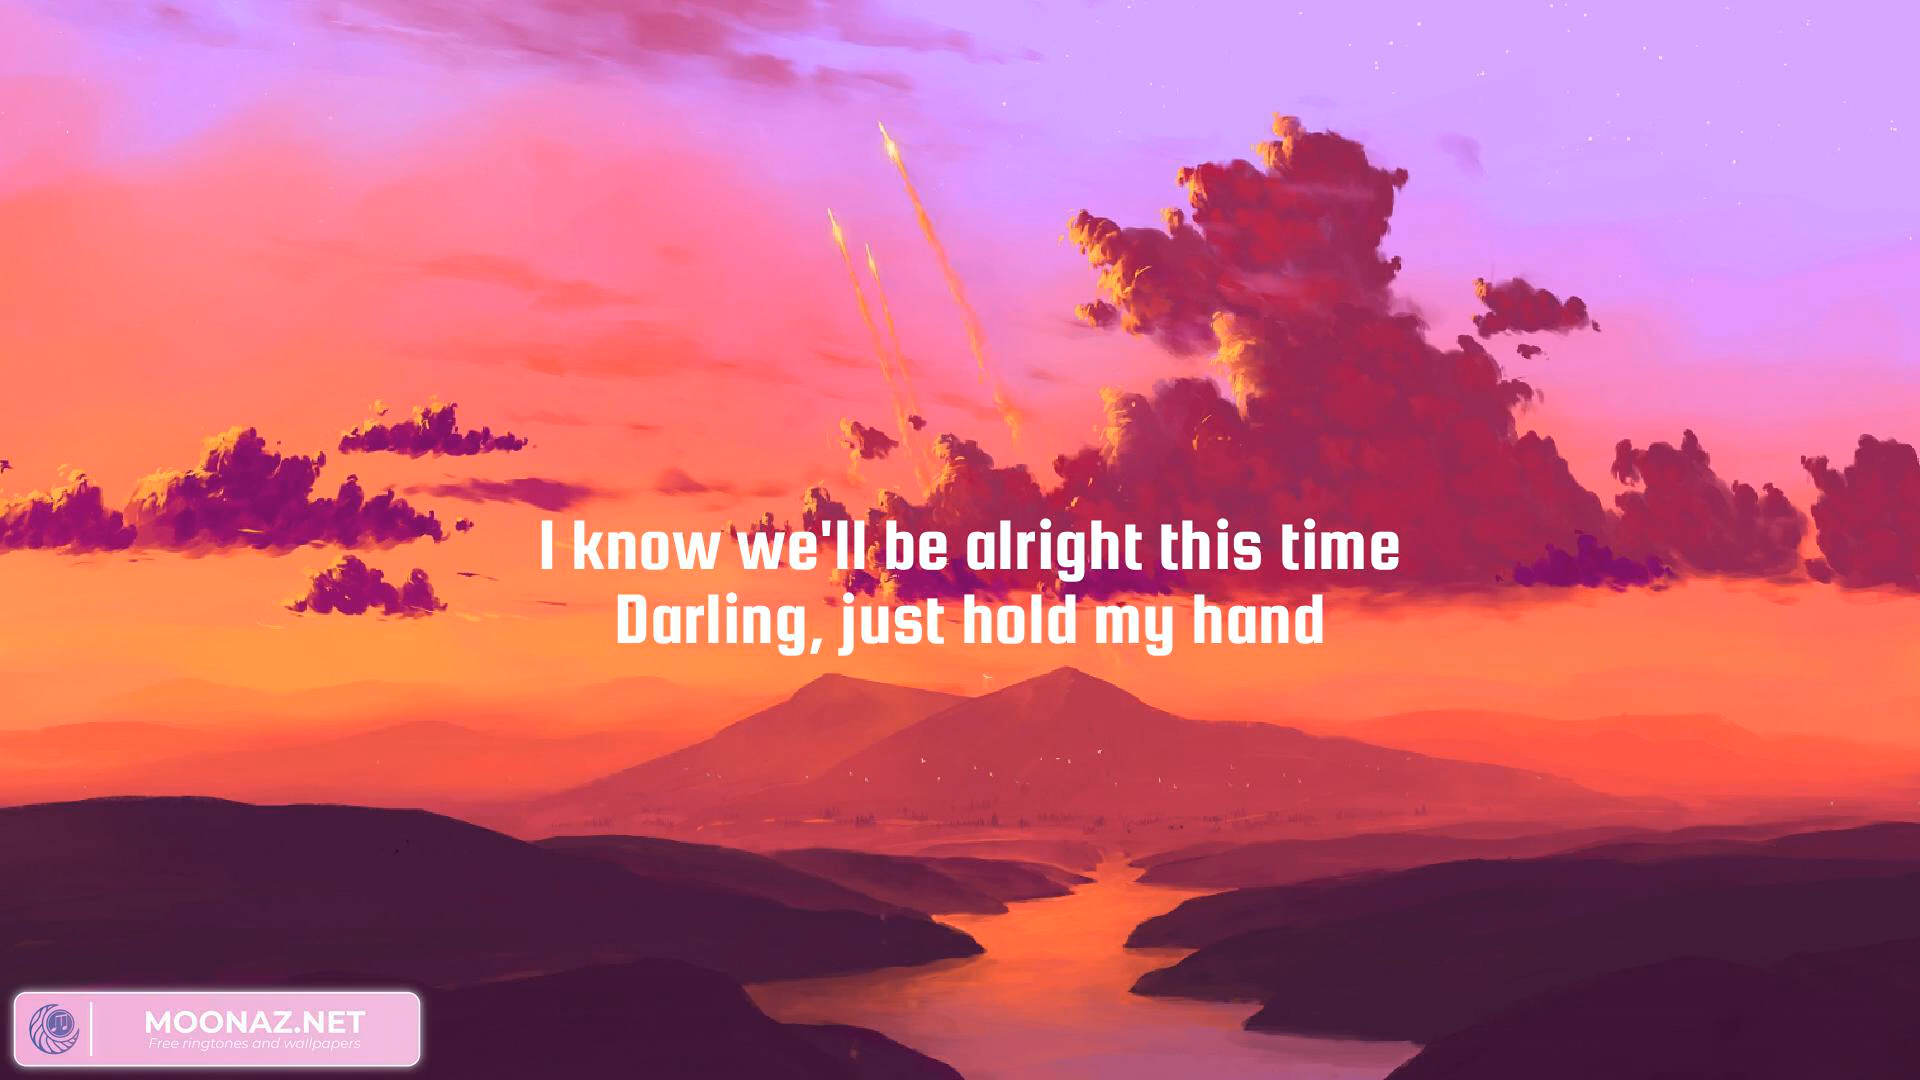 I know we'll be alright this time
Darling, just hold my hand
MOONAZ.NET
Free ringtones and wallpapers